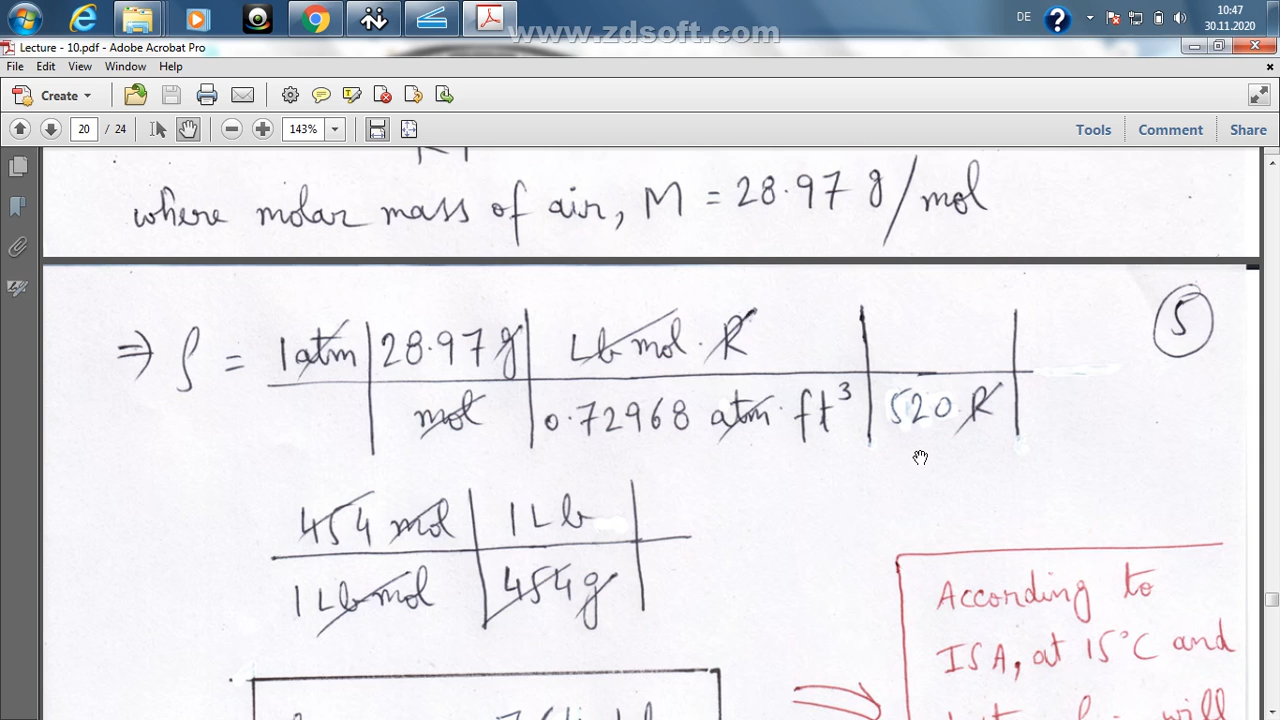 DE
10:47
30.11.2020
www.zdsoft.com
Lecture - 10.pdf - Adobe Acrobat Pro
File Edit View Window Help
Create
20 / 24 143% Tools Comment Share
where molar mass of air, M = 28.97 g/mol
5
⇒ ρ = 1 atm | 28.97 g | Lb mol. R
mol | 0.72968 atm. ft³ | 520 R
454 mol | 1 Lb
1 Lb mol | 454 g
According to
ISA, at 15°C and